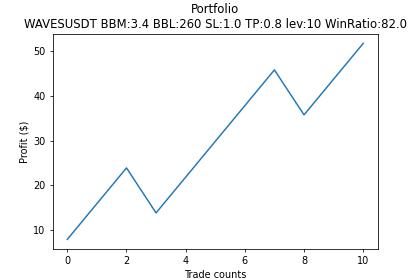 Portfolio
WAVESUSDT BBM:3.4 BBL:260 SL:1.0 TP:0.8 lev:10 WinRatio:82.0
50
40
30
20
10
Profit ($)
0 2 4 6 8 10
Trade counts